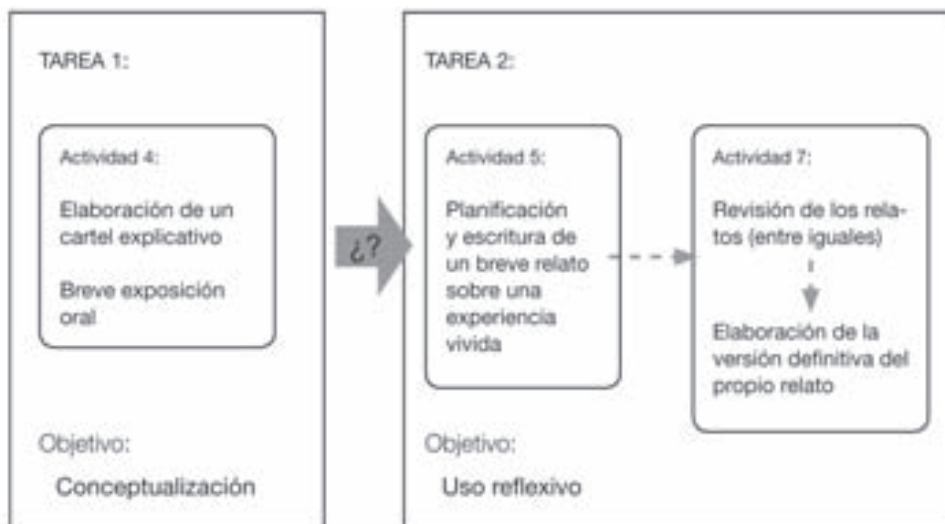 TAREA 1:
Actividad 4:
Elaboración de un
cartel explicativo
Breve exposición
oral
Objetivo:
Conceptualización
¿?
TAREA 2:
Actividad 5:
Planificación
y escritura de
un breve relato
sobre una
experiencia
vivida
Actividad 7:
Revisión de los rela-
tos (entre iguales)
Elaboración de la
versión definitiva del
propio relato
Objetivo:
Uso reflexivo